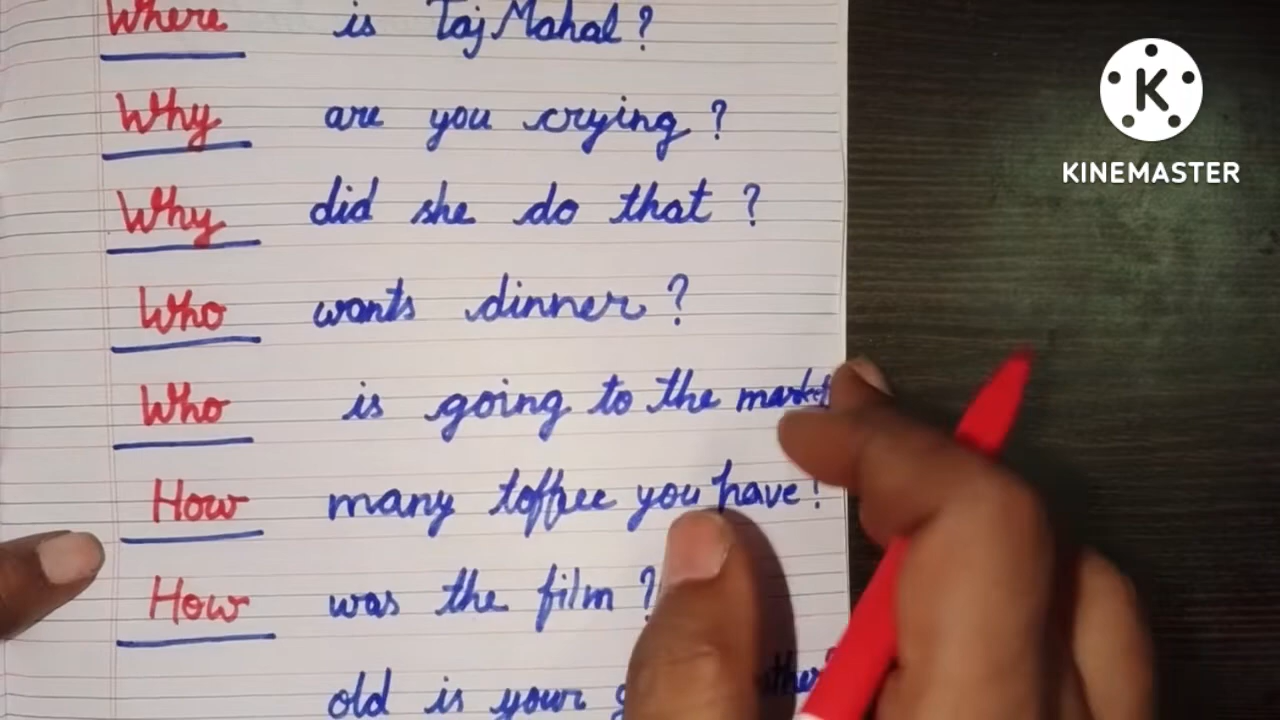 Where is Taj Mahal?
Why are you crying?
Why did she do that?
Who wants dinner?
Who is going to the market
How many toffee you have?
How was the film?
old is your
K
KINEMASTER